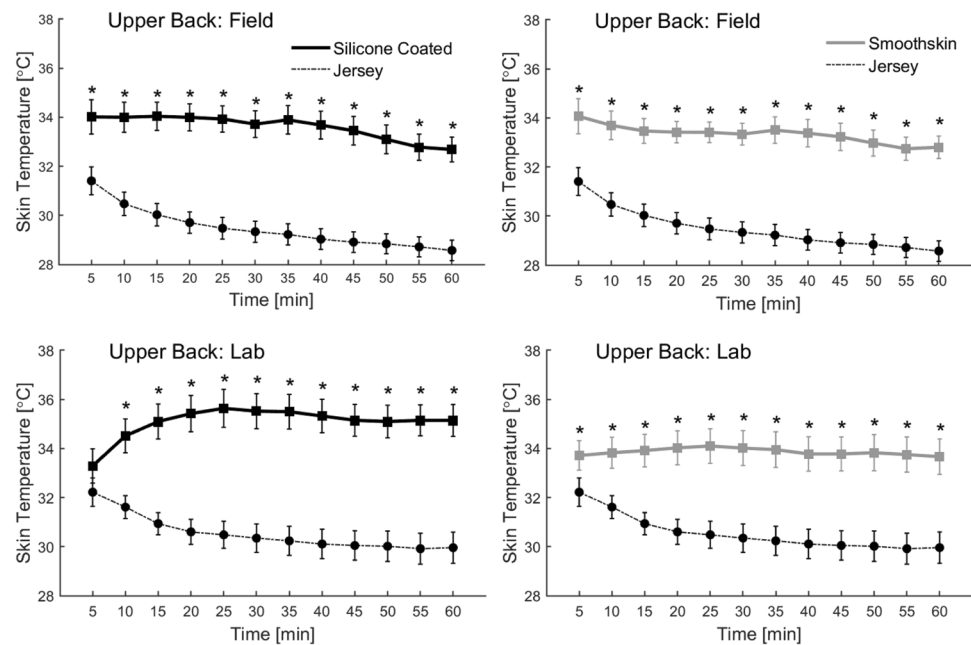 Upper Back: Field
Silicone Coated
Jersey
Skin Temperature [°C]
38
36
34
32
30
28
* * * * * * * * * * * *
5 10 15 20 25 30 35 40 45 50 55 60
Time [min]
Upper Back: Field
Smoothskin
Jersey
Skin Temperature [°C]
38
36
34
32
30
28
* * * * * * * * * * * *
5 10 15 20 25 30 35 40 45 50 55 60
Time [min]
Upper Back: Lab
Skin Temperature [°C]
38
36
34
32
30
28
* * * * * * * * * * *
5 10 15 20 25 30 35 40 45 50 55 60
Time [min]
Upper Back: Lab
Skin Temperature [°C]
38
36
34
32
30
28
* * * * * * * * * * * *
5 10 15 20 25 30 35 40 45 50 55 60
Time [min]